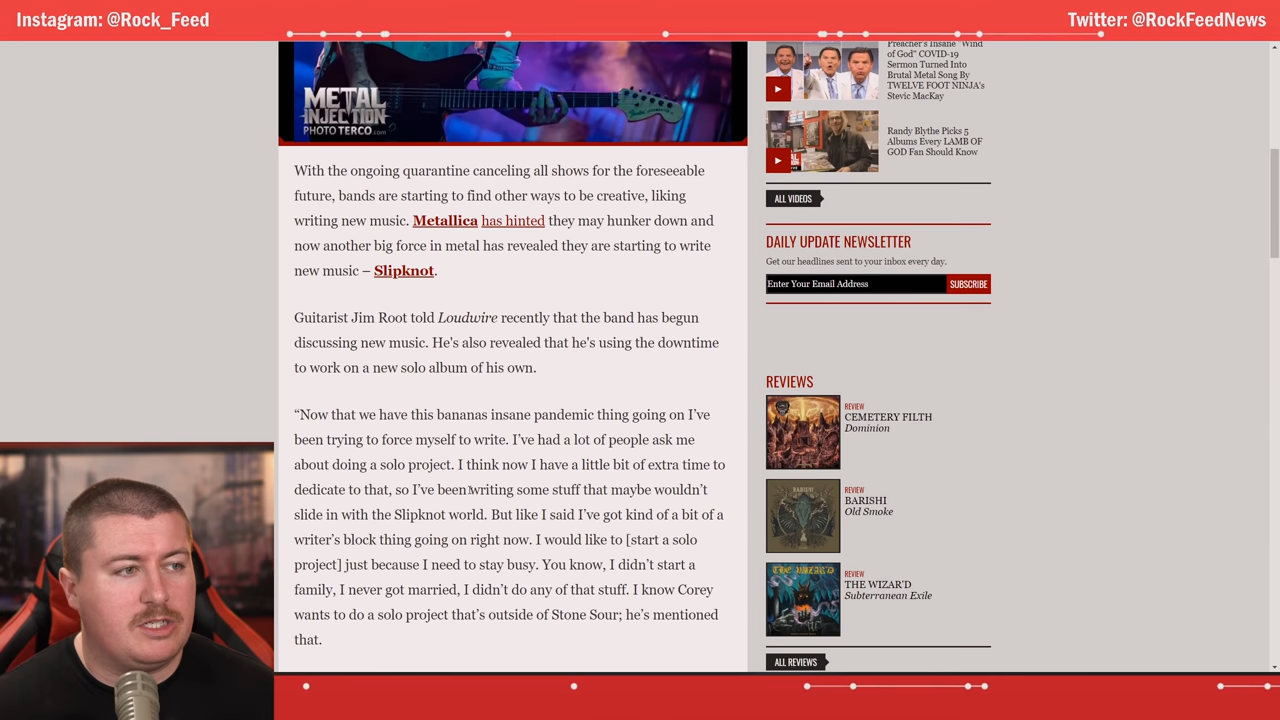 Instagram: @Rock_Feed
Twitter: @RockFeedNews
METAL
INJECTION
PHOTO TERCO.com
With the ongoing quarantine canceling all shows for the foreseeable
future, bands are starting to find other ways to be creative, liking
writing new music. Metallica has hinted they may hunker down and
now another big force in metal has revealed they are starting to write
new music – Slipknot.
Guitarist Jim Root told Loudwire recently that the band has begun
discussing new music. He's also revealed that he's using the downtime
to work on a new solo album of his own.
“Now that we have this bananas insane pandemic thing going on I’ve
been trying to force myself to write. I’ve had a lot of people ask me
about doing a solo project. I think now I have a little bit of extra time to
dedicate to that, so I’ve been writing some stuff that maybe wouldn’t
slide in with the Slipknot world. But like I said I’ve got kind of a bit of a
writer’s block thing going on right now. I would like to [start a solo
project] just because I need to stay busy. You know, I didn’t start a
family, I never got married, I didn’t do any of that stuff. I know Corey
wants to do a solo project that’s outside of Stone Sour; he’s mentioned
that.
Preacher's Insane "Wind
of God" COVID-19
Sermon Turned Into
Brutal Metal Song By
TWELVE FOOT NINJA's
Stevic MacKay
Randy Blythe Picks 5
Albums Every LAMB OF
GOD Fan Should Know
ALL VIDEOS
DAILY UPDATE NEWSLETTER
Get our headlines sent to your inbox every day.
Enter Your Email Address
SUBSCRIBE
REVIEWS
REVIEW
CEMETERY FILTH
Dominion
BARISHI
REVIEW
BARISHI
Old Smoke
THE WIZAR'D
REVIEW
THE WIZAR'D
Subterranean Exile
ALL REVIEWS